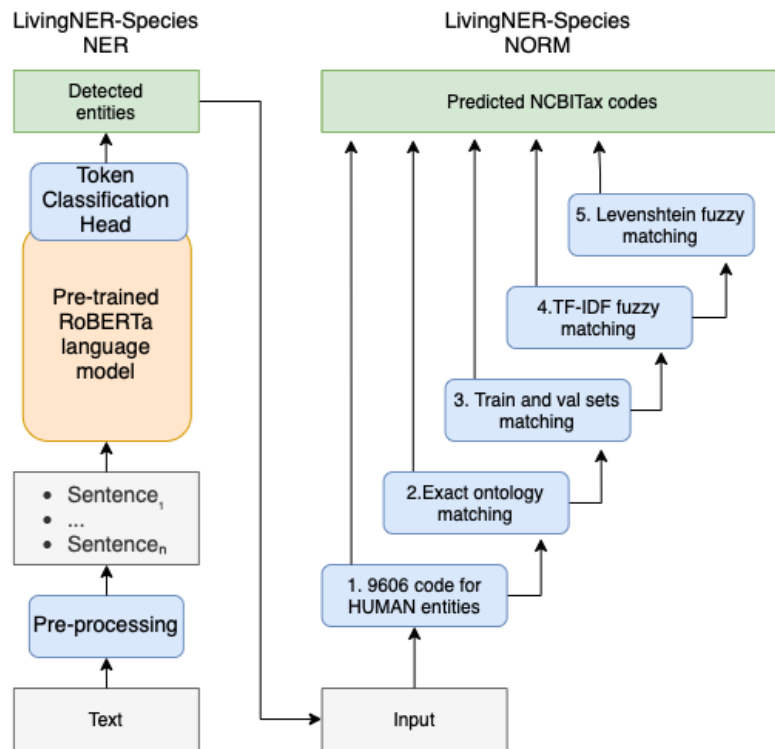 LivingNER-Species
NER
Detected
entities
Token
Classification
Head
Pre-trained
RoBERTa
language
model
• Sentence₁
• ...
• Sentenceₙ
Pre-processing
Text
LivingNER-Species
NORM
Predicted NCBITax codes
5. Levenshtein fuzzy
matching
4.TF-IDF fuzzy
matching
3. Train and val sets
matching
2.Exact ontology
matching
1. 9606 code for
HUMAN entities
Input